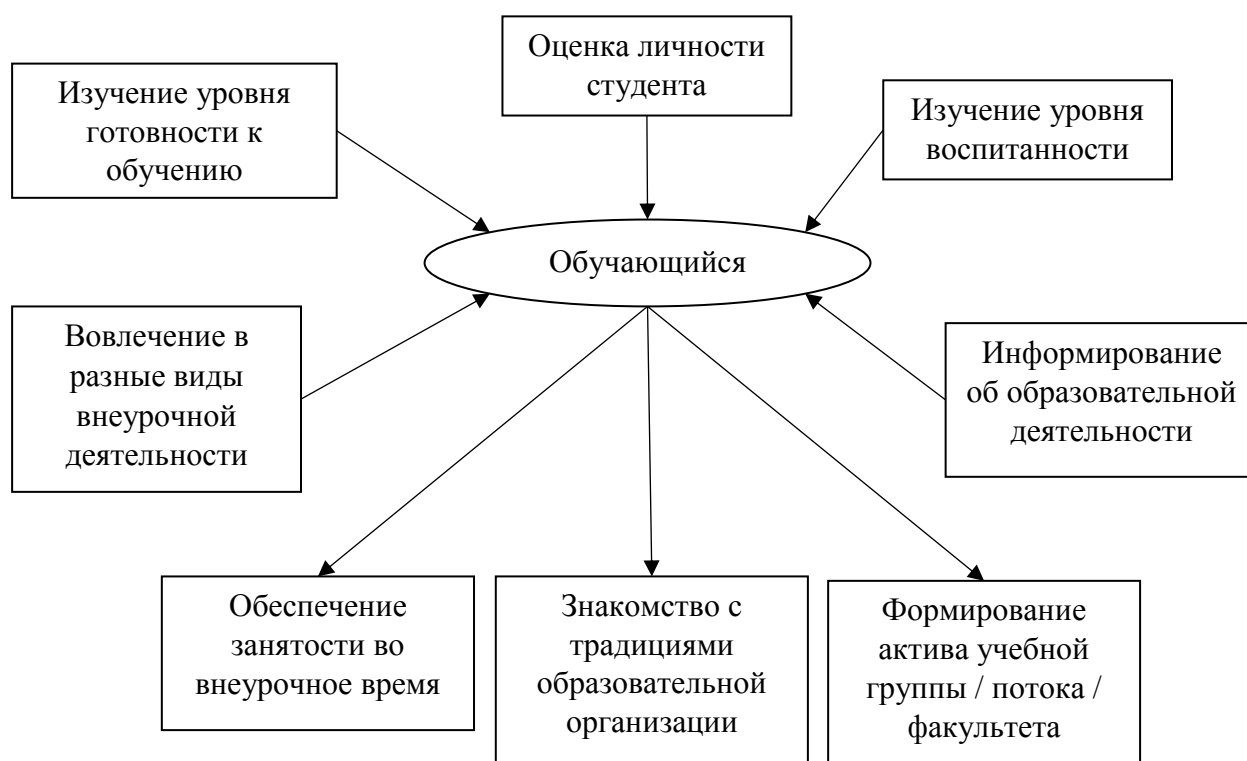 Оценка личности
студента
Изучение уровня
готовности к
обучению
Изучение уровня
воспитанности
Обучающийся
Вовлечение в
разные виды
внеурочной
деятельности
Информирование
об образовательной
деятельности
Обеспечение
занятости во
внеурочное время
Знакомство с
традициями
образовательной
организации
Формирование
актива учебной
группы / потока /
факультета